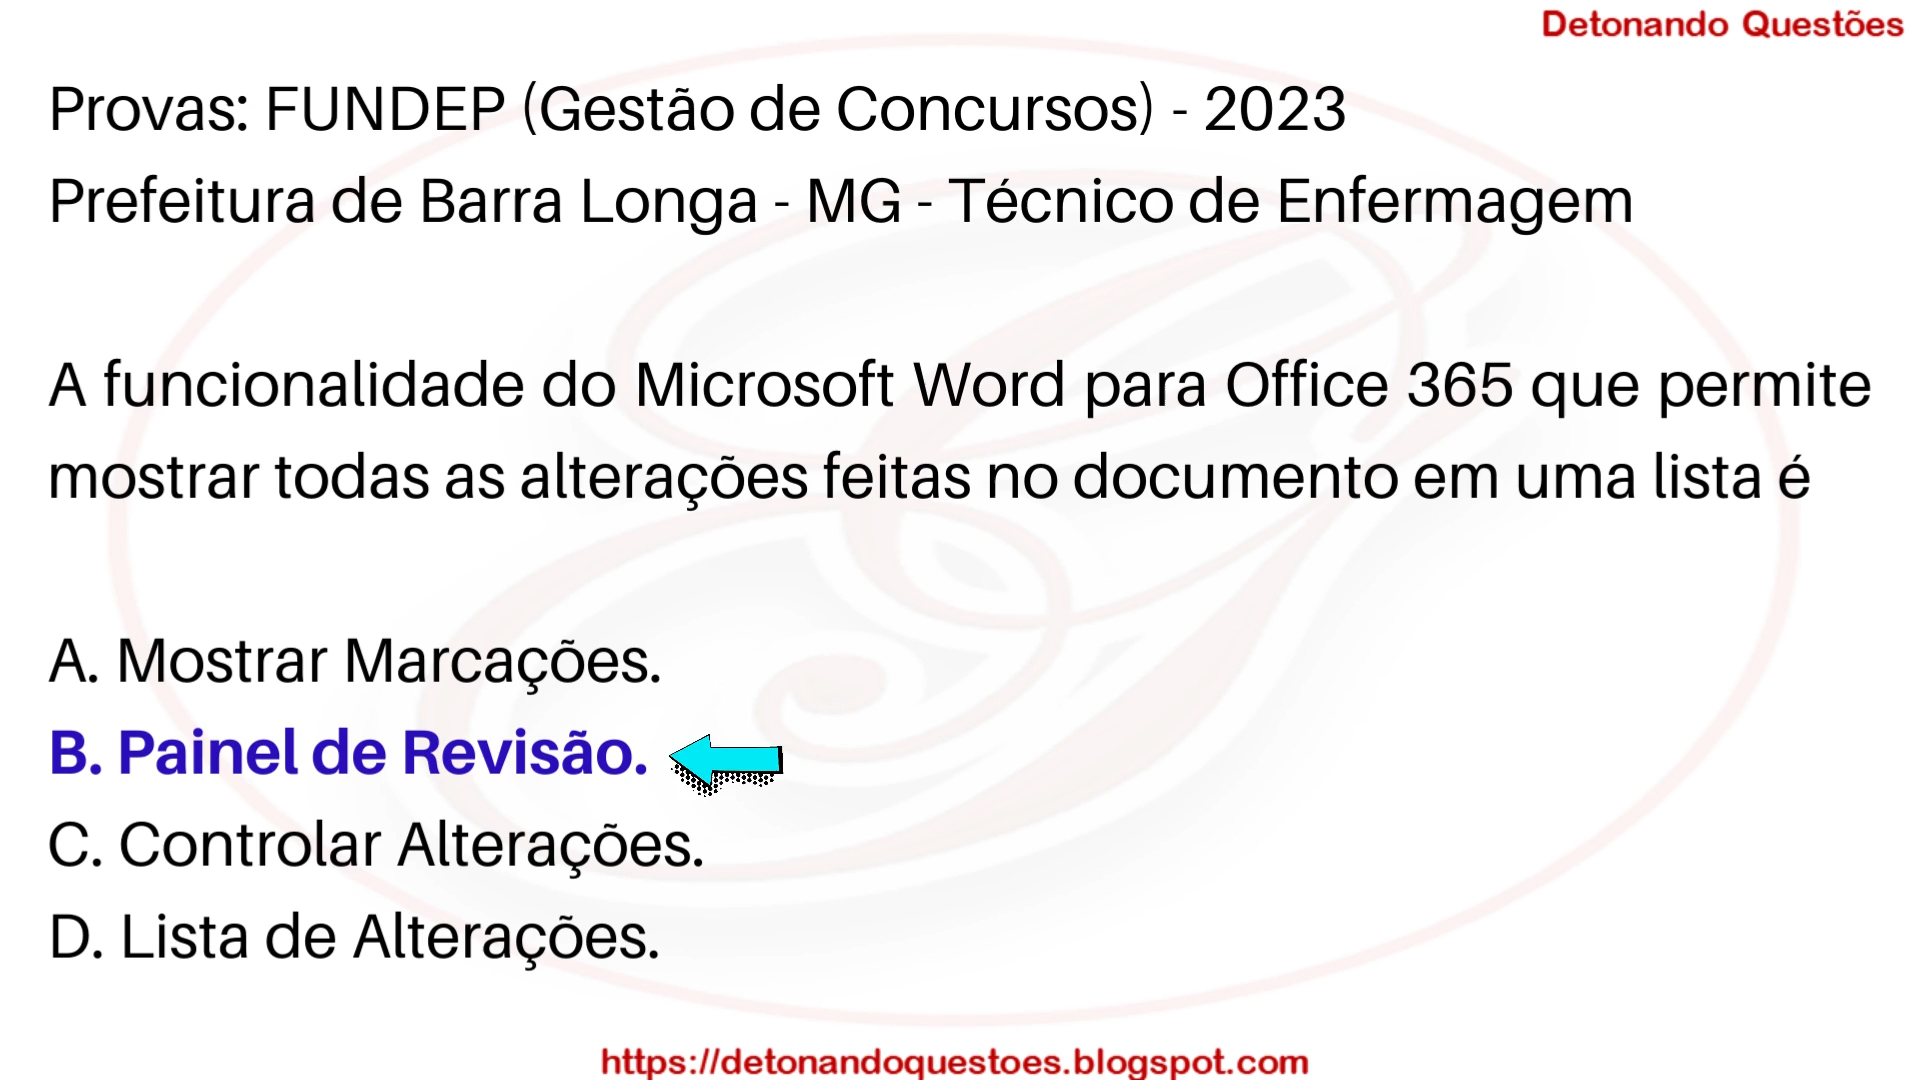 Detonando Questões
Provas: FUNDEP (Gestão de Concursos) - 2023
Prefeitura de Barra Longa - MG - Técnico de Enfermagem
A funcionalidade do Microsoft Word para Office 365 que permite
mostrar todas as alterações feitas no documento em uma lista é
A. Mostrar Marcações.
B. Painel de Revisão.
C. Controlar Alterações.
D. Lista de Alterações.
https://detonandoquestoes.blogspot.com